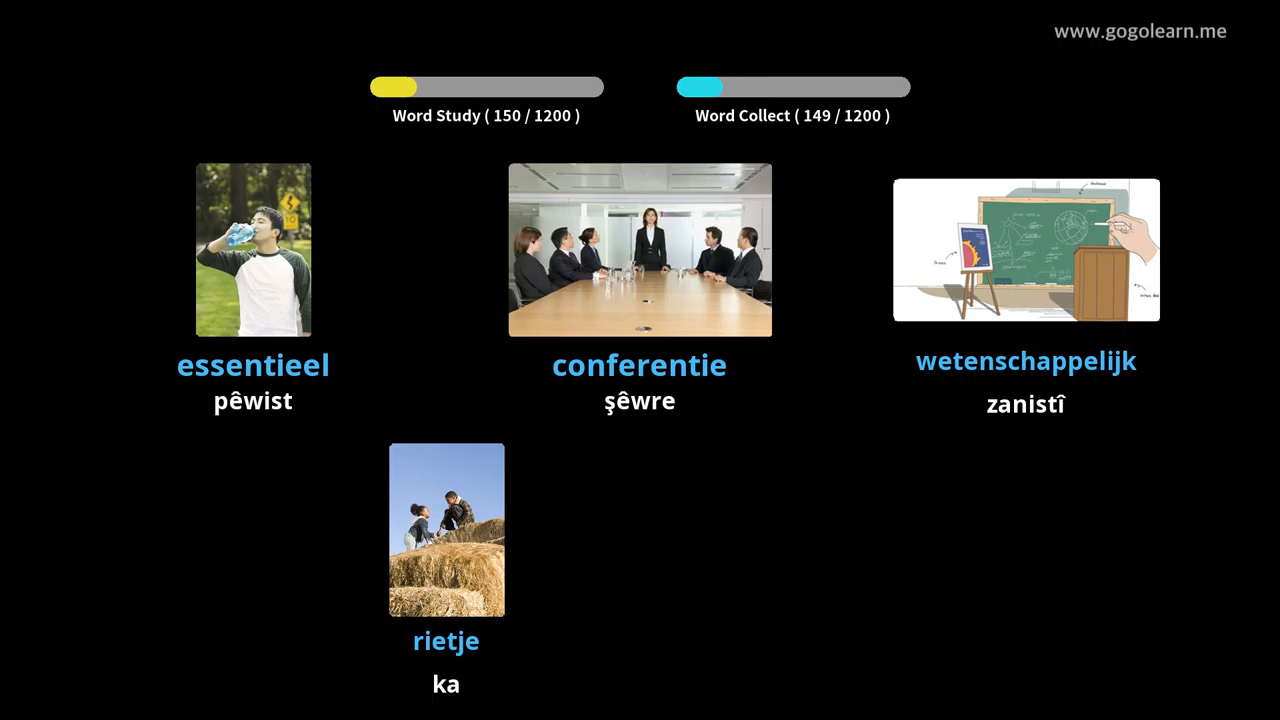 www.gogolearn.me
Word Study ( 150 / 1200 )
Word Collect ( 149 / 1200 )
essentieel
pêwist
conferentie
şêwre
wetenschappelijk
zanistî
rietje
ka